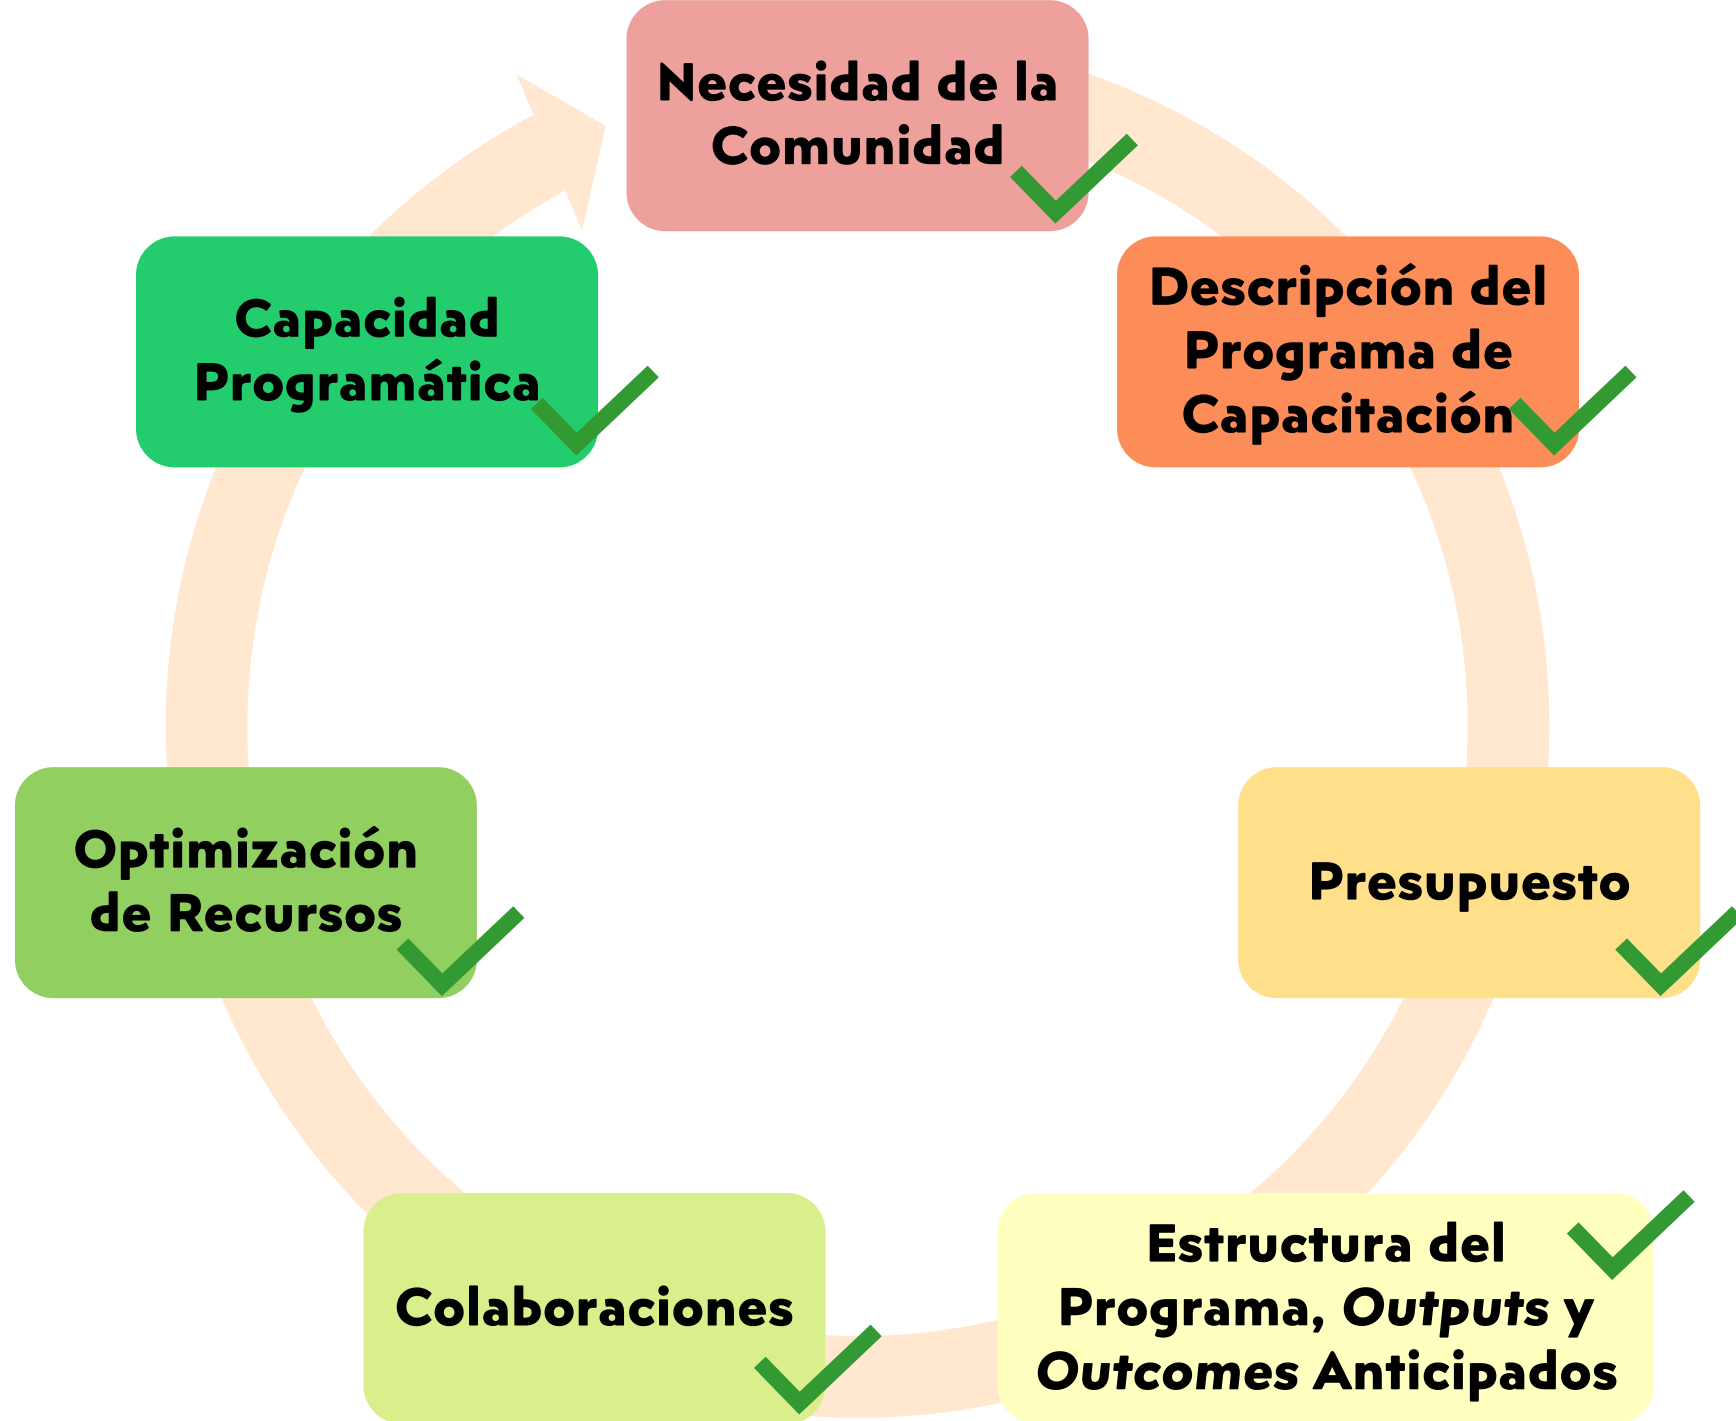 Necesidad de la
Comunidad
Descripción del
Programa de
Capacitación
Presupuesto
Estructura del
Programa, Outputs y
Outcomes Anticipados
Colaboraciones
Optimización
de Recursos
Capacidad
Programática